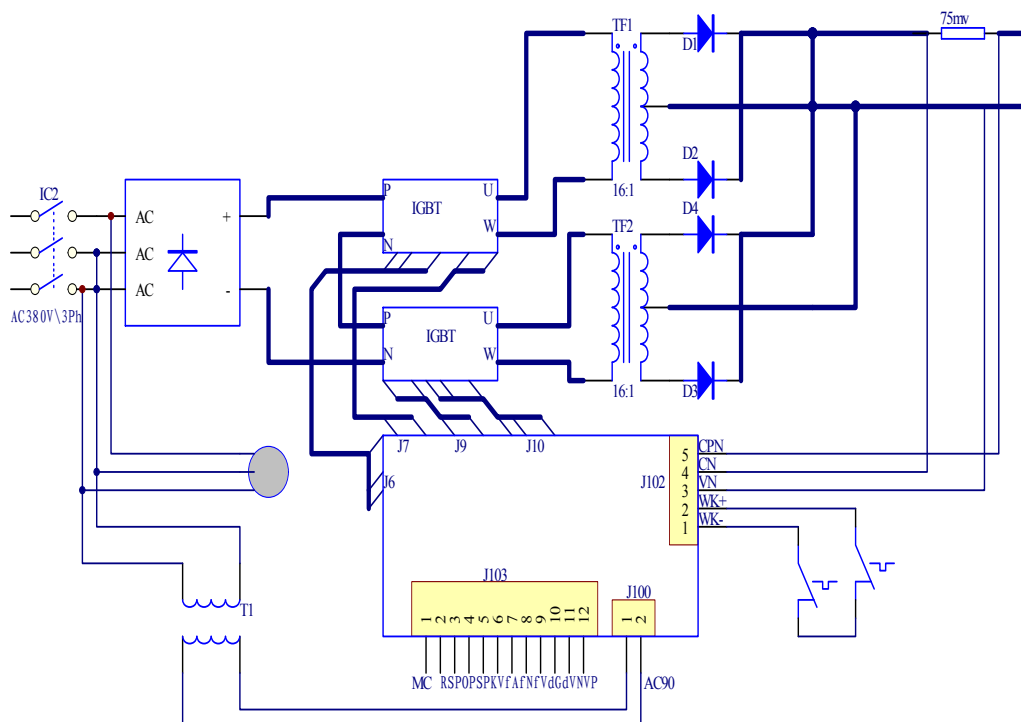 75mv
TF1
D1
D2
16:1
D4
TF2
D3
16:1
IC2
AC
AC
AC
+
-
AC380V\3Ph
P
U
IGBT
W
N
P
U
IGBT
N
W
J7
J9
J10
J6
J102
5
4
3
2
1
CPN
CN
VN
WK+
WK-
J103
1 2 3 4 5 6 7 8 9 10 11 12
J100
1 2
T1
MC RSPOPSPKVfAfNfVdGdVNVP
AC90